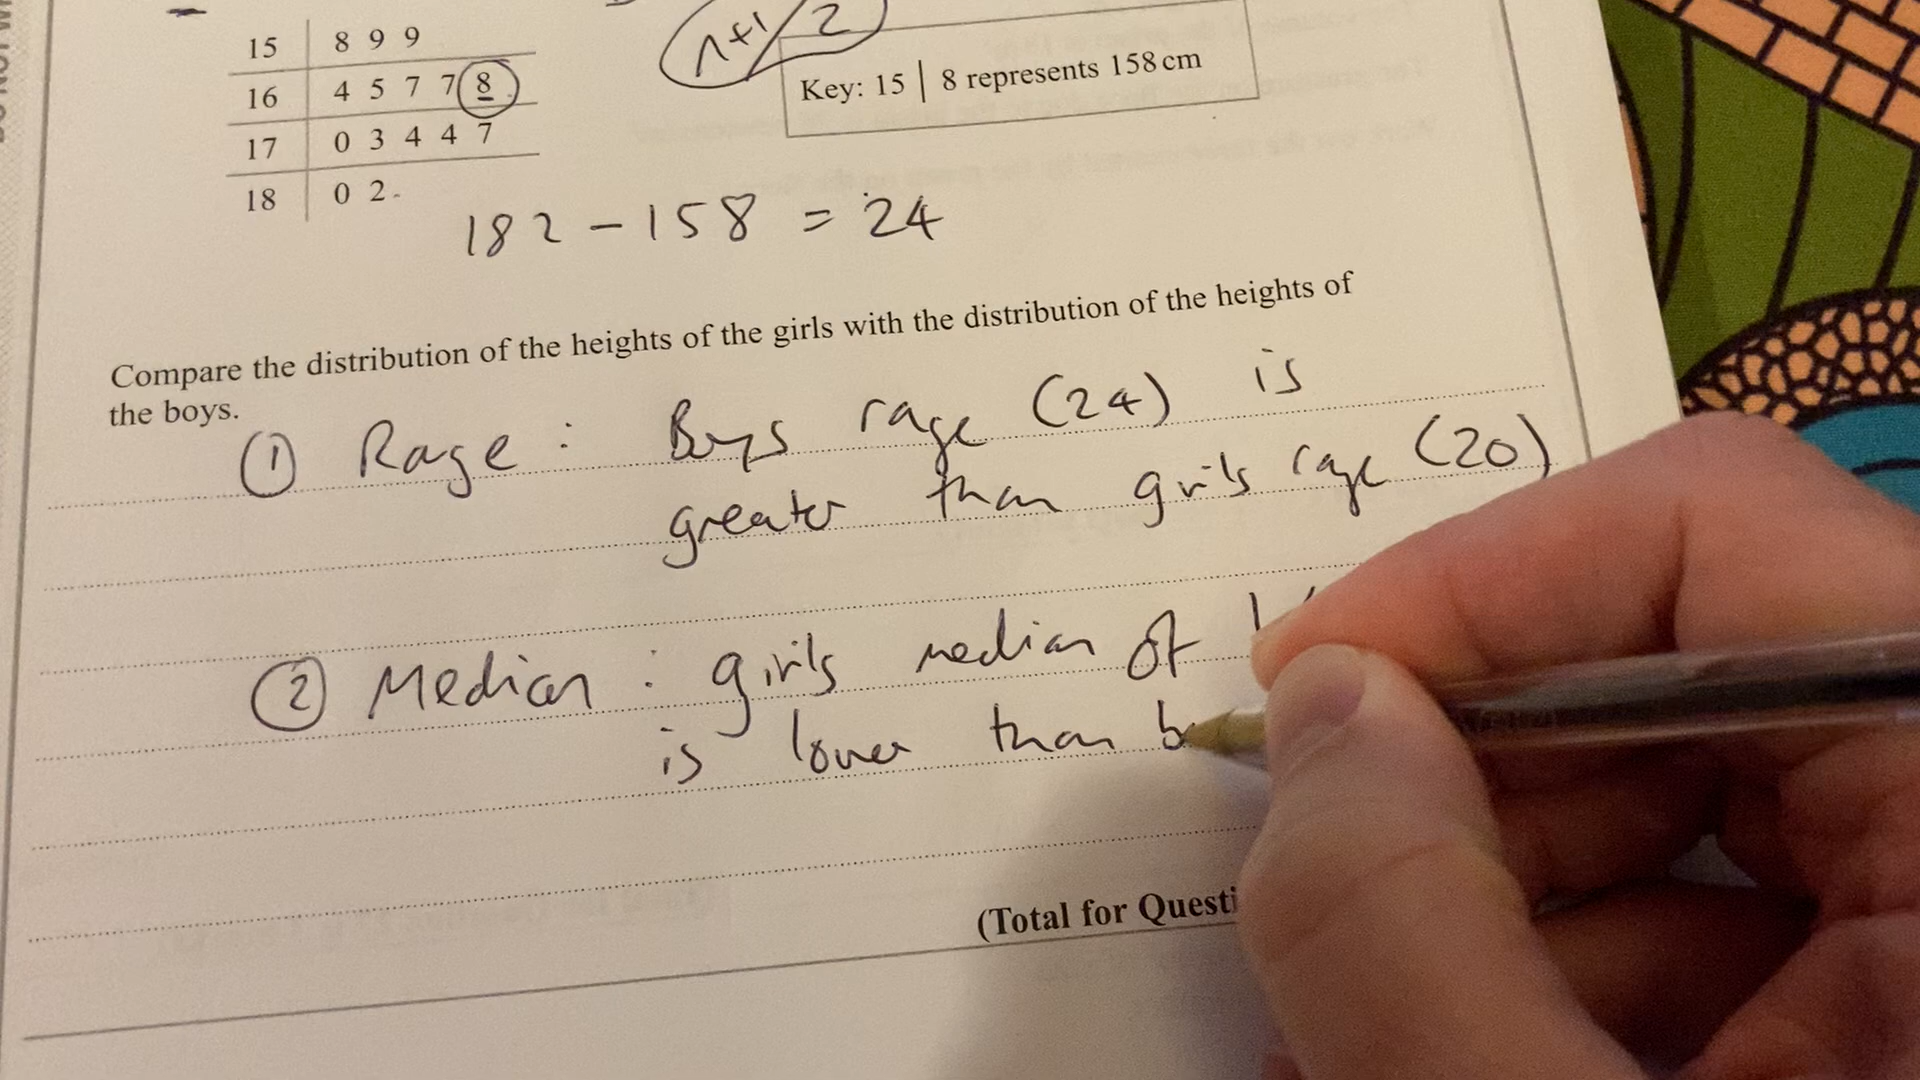 n+1/2
15 | 8 9 9
16 | 4 5 7 7 8
17 | 0 3 4 4 7
18 | 0 2
Key: 15 | 8 represents 158 cm
182 - 158 = 24
Compare the distribution of the heights of the girls with the distribution of the heights of
the boys.
① Rage : Boys rage (24) is
greater than girls rage (20)
② Median : girls median of
is lower than b
(Total for Questi